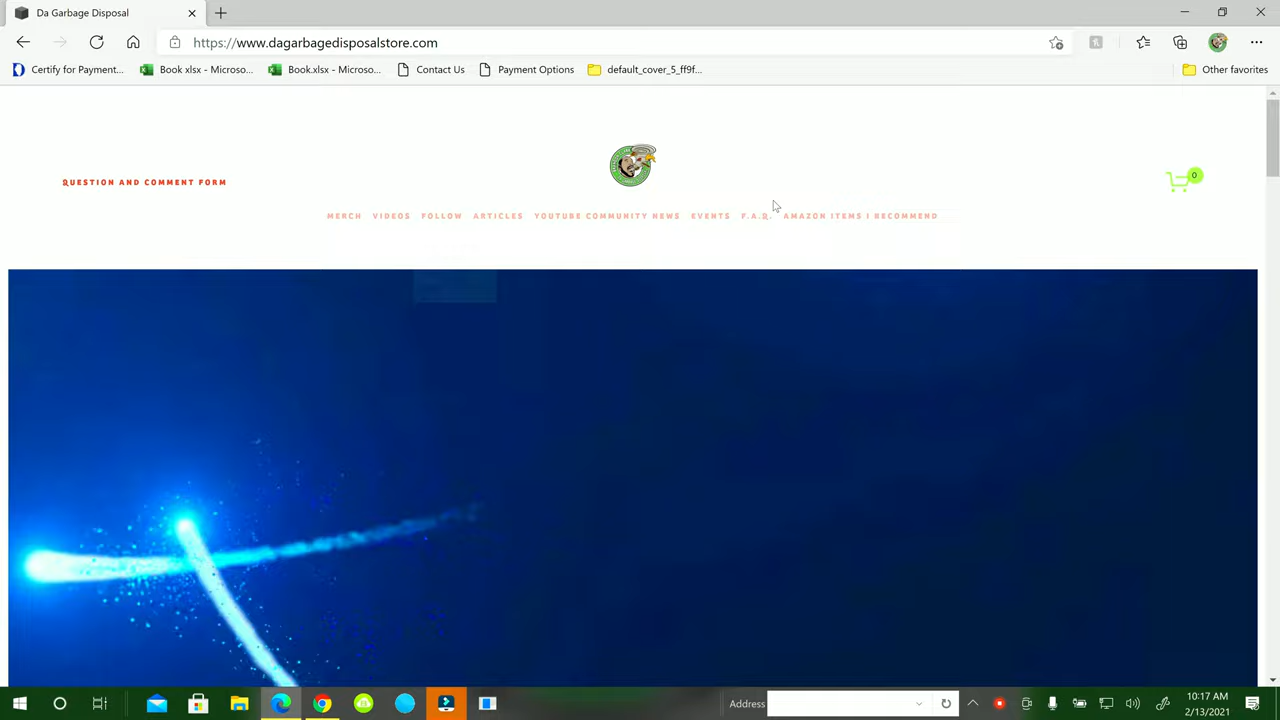 Da Garbage Disposal
https://www.dagarbagedisposalstore.com
Certify for Payment... Book xlsx - Microso... Book.xlsx - Microso... Contact Us Payment Options default_cover_5_ff9f... Other favorites
QUESTION AND COMMENT FORM
0
MERCH VIDEOS FOLLOW ARTICLES YOUTUBE COMMUNITY NEWS EVENTS F.A.Q. AMAZON ITEMS I RECOMMEND
Address
10:17 AM
2/13/2021